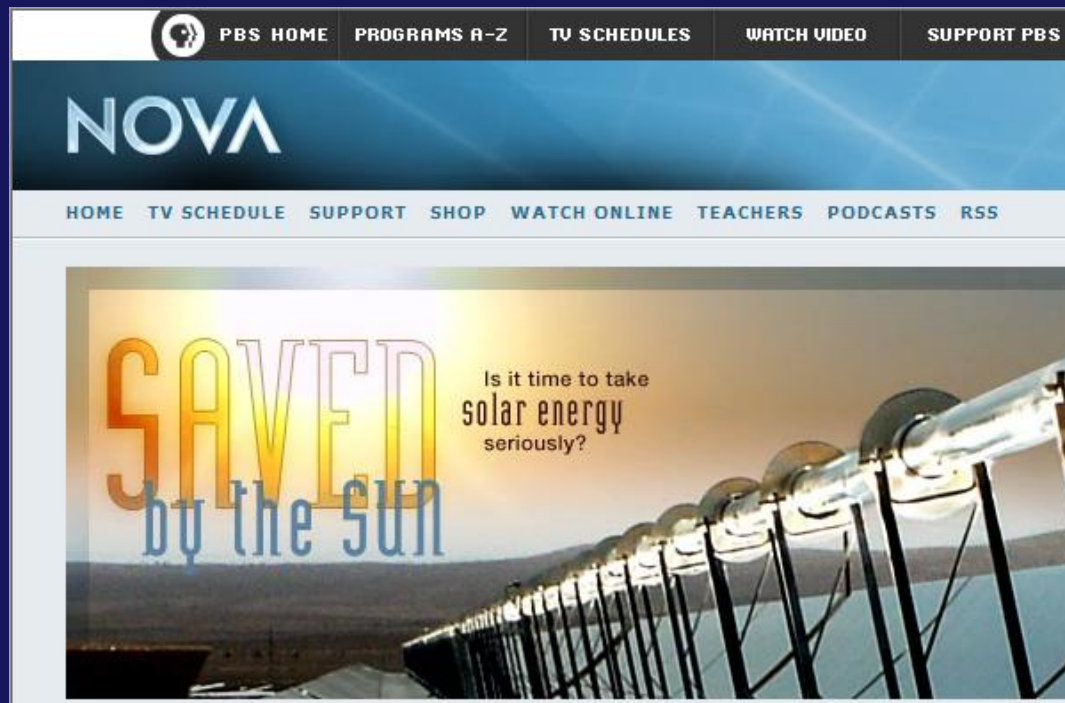 PBS HOME PROGRAMS A-Z TV SCHEDULES WATCH VIDEO SUPPORT PBS
NOVA
HOME TV SCHEDULE SUPPORT SHOP WATCH ONLINE TEACHERS PODCASTS RSS
SAVED
by the SUN
Is it time to take
solar energy
seriously?